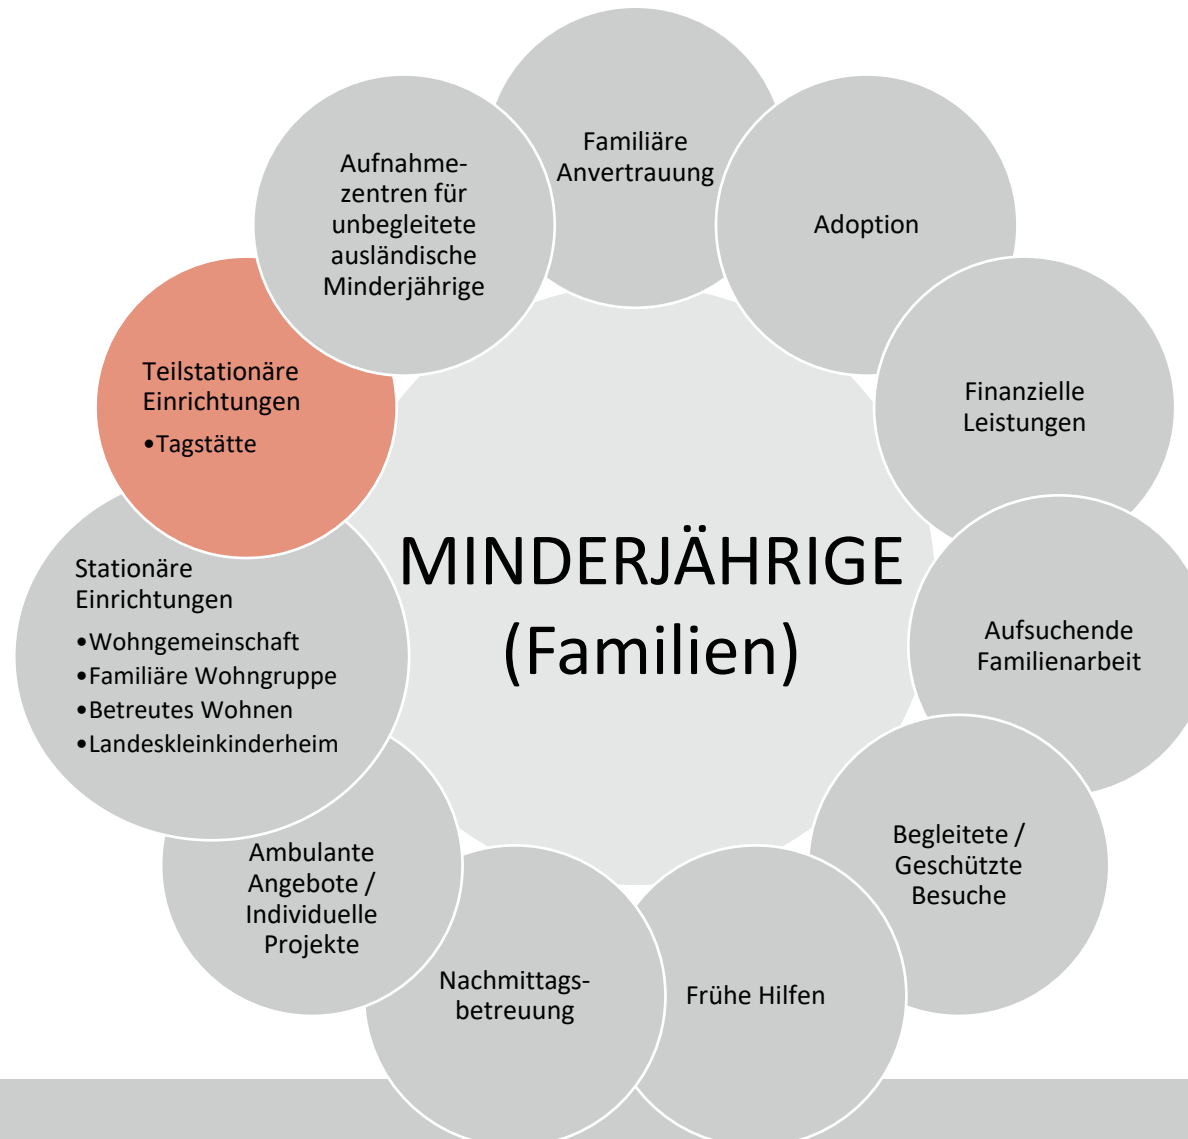 Familiäre
Anvertrauung
Adoption
Finanzielle
Leistungen
Aufsuchende
Familienarbeit
Begleitete /
Geschützte
Besuche
Frühe Hilfen
Nachmittags-
betreuung
Ambulante
Angebote /
Individuelle
Projekte
Stationäre
Einrichtungen
•Wohngemeinschaft
•Familiäre Wohngruppe
•Betreutes Wohnen
•Landeskleinkinderheim
Teilstationäre
Einrichtungen
•Tagstätte
Aufnahme-
zentren für
unbegleitete
ausländische
Minderjährige
MINDERJÄHRIGE
(Familien)